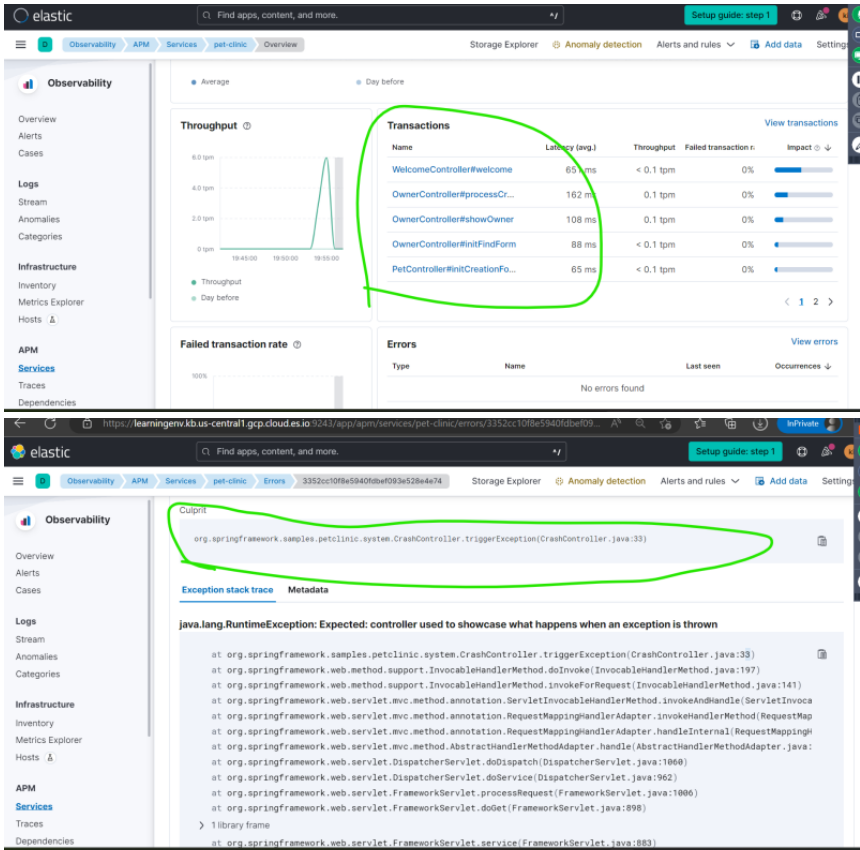 elastic
Find apps, content, and more.
Setup guide: step 1
Observability
APM
Services
pet-clinic
Overview
Storage Explorer
Anomaly detection
Alerts and rules
Add data
Settings
Observability
Overview
Alerts
Cases
Logs
Stream
Anomalies
Categories
Infrastructure
Inventory
Metrics Explorer
Hosts
APM
Services
Traces
Dependencies
Average
Day before
Throughput
6.0 tpm
4.0 tpm
2.0 tpm
0 tpm
19:45:00 19:50:00 19:55:00
Throughput
Day before
Transactions
View transactions
Name Latency (avg.) Throughput Failed transaction r Impact
WelcomeController#welcome 651 ms < 0.1 tpm 0%
OwnerController#processCr... 162 ms 0.1 tpm 0%
OwnerController#showOwner 108 ms 0.1 tpm 0%
OwnerController#initFindForm 88 ms < 0.1 tpm 0%
PetController#initCreationFo... 65 ms < 0.1 tpm 0%
< 1 2 >
Failed transaction rate
100%
Errors
View errors
Type Name Last seen Occurrences
No errors found
https://learningenv.kb.us-central1.gcp.cloud.es.io:9243/app/apm/services/pet-clinic/errors/3352cc10f8e5940fdbef09...
InPrivate
elastic
Find apps, content, and more.
Setup guide: step 1
Observability
APM
Services
pet-clinic
Errors
3352cc10f8e5940fdbef093e528e4e74
Storage Explorer
Anomaly detection
Alerts and rules
Add data
Settings
Observability
Overview
Alerts
Cases
Logs
Stream
Anomalies
Categories
Infrastructure
Inventory
Metrics Explorer
Hosts
APM
Services
Traces
Dependencies
Culprit
org.springframework.samples.petclinic.system.CrashController.triggerException(CrashController.java:33)
Exception stack trace
Metadata
java.lang.RuntimeException: Expected: controller used to showcase what happens when an exception is thrown
at org.springframework.samples.petclinic.system.CrashController.triggerException(CrashController.java:33)
at org.springframework.web.method.support.InvocableHandlerMethod.doInvoke(InvocableHandlerMethod.java:197)
at org.springframework.web.method.support.InvocableHandlerMethod.invokeForRequest(InvocableHandlerMethod.java:141)
at org.springframework.web.servlet.mvc.method.annotation.ServletInvocableHandlerMethod.invokeAndHandle(ServletInvoca
at org.springframework.web.servlet.mvc.method.annotation.RequestMappingHandlerAdapter.invokeHandlerMethod(RequestMap
at org.springframework.web.servlet.mvc.method.annotation.RequestMappingHandlerAdapter.handleInternal(RequestMappingH
at org.springframework.web.servlet.mvc.method.AbstractHandlerMethodAdapter.handle(AbstractHandlerMethodAdapter.java:
at org.springframework.web.servlet.DispatcherServlet.doDispatch(DispatcherServlet.java:1060)
at org.springframework.web.servlet.DispatcherServlet.doService(DispatcherServlet.java:962)
at org.springframework.web.servlet.FrameworkServlet.processRequest(FrameworkServlet.java:1006)
at org.springframework.web.servlet.FrameworkServlet.doGet(FrameworkServlet.java:898)
> 1 library frame
at org.springframework.web.servlet.FrameworkServlet.service(FrameworkServlet.java:883)